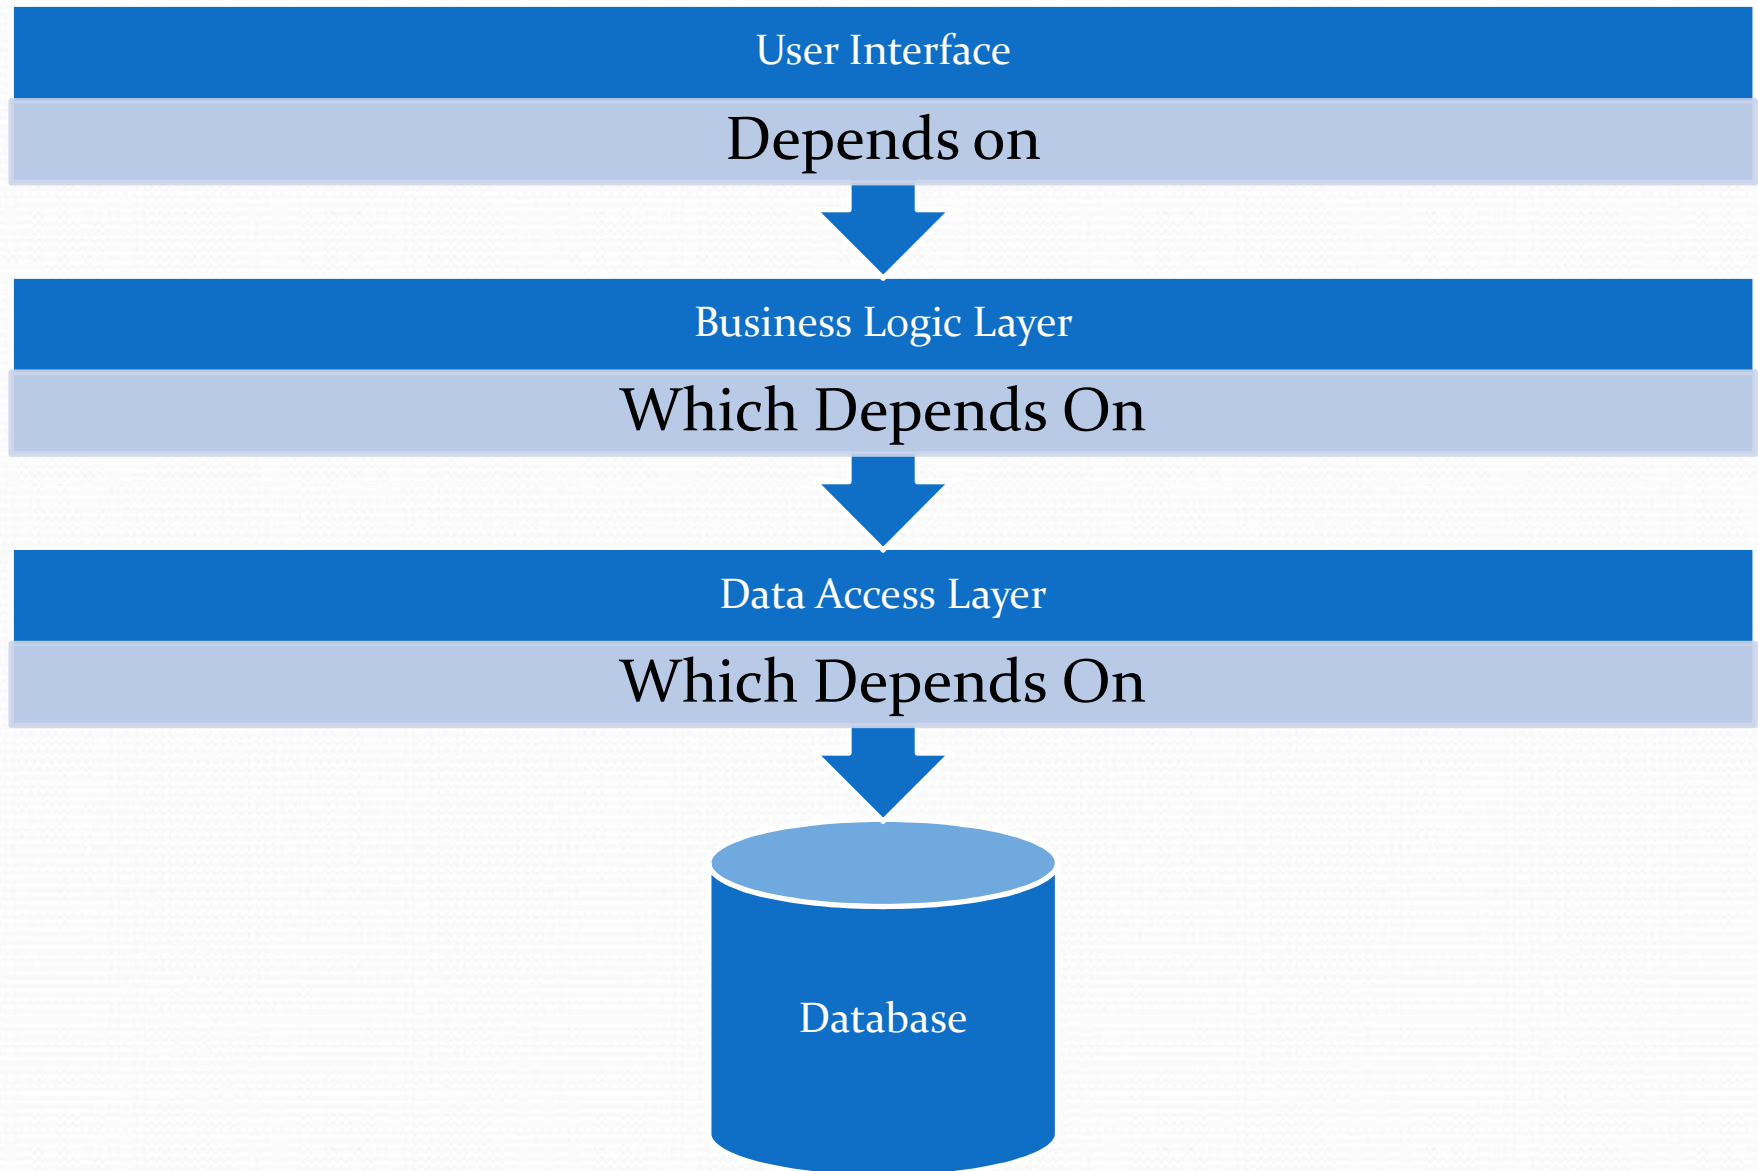 User Interface
Depends on
Business Logic Layer
Which Depends On
Data Access Layer
Which Depends On
Database